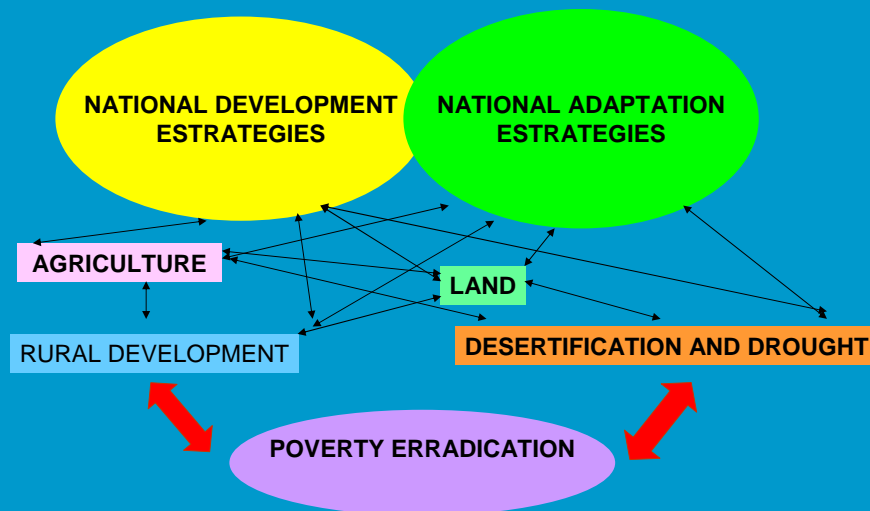 NATIONAL DEVELOPMENT
ESTRATEGIES
NATIONAL ADAPTATION
ESTRATEGIES
AGRICULTURE
LAND
RURAL DEVELOPMENT
DESERTIFICATION AND DROUGHT
POVERTY ERRADICATION